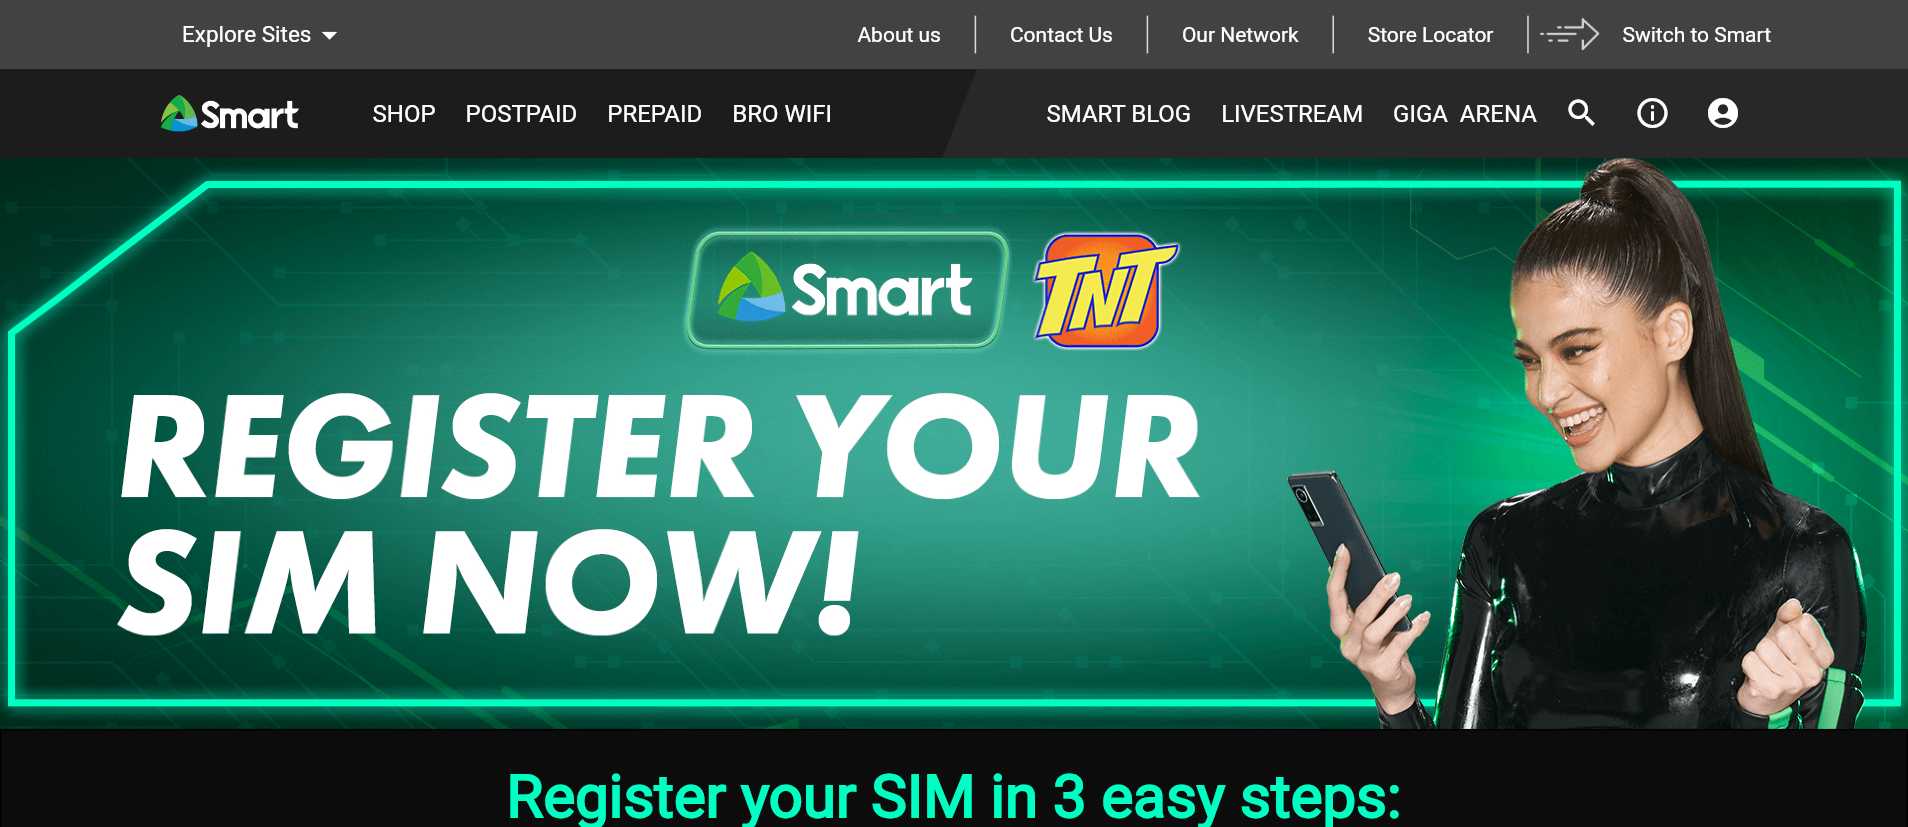 Explore Sites
About us
Contact Us
Our Network
Store Locator
Switch to Smart
Smart
SHOP
POSTPAID
PREPAID
BRO WIFI
SMART BLOG
LIVESTREAM
GIGA ARENA
Smart
TNT
REGISTER YOUR
SIM NOW!
Register your SIM in 3 easy steps: